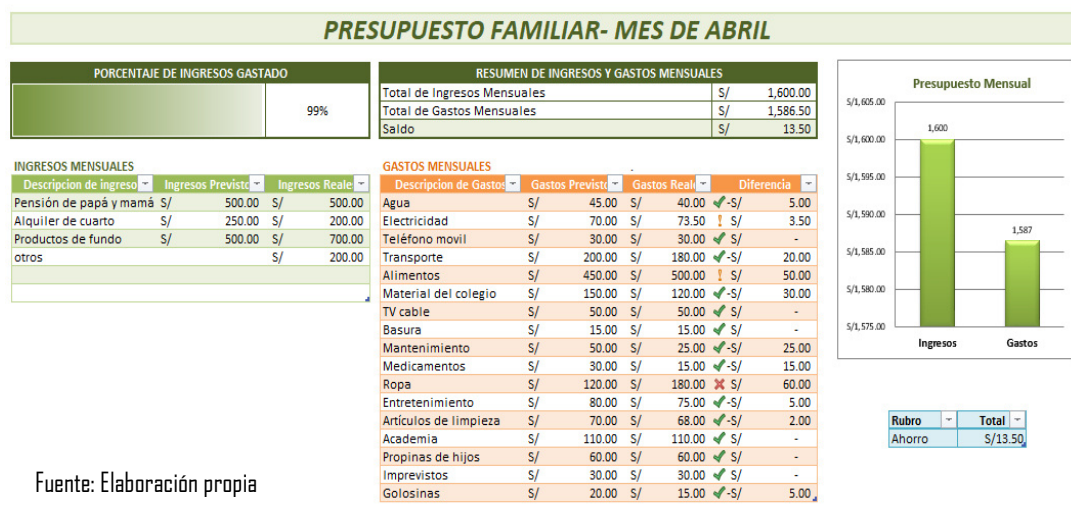 PRESUPUESTO FAMILIAR- MES DE ABRIL
PORCENTAJE DE INGRESOS GASTADO
99%
RESUMEN DE INGRESOS Y GASTOS MENSUALES
Total de Ingresos Mensuales S/ 1,600.00
Total de Gastos Mensuales S/ 1,586.50
Saldo S/ 13.50
INGRESOS MENSUALES
Descripcion de ingreso Ingresos Previsto Ingresos Reale
Pensión de papá y mamá S/ 500.00 S/ 500.00
Alquiler de cuarto S/ 250.00 S/ 200.00
Productos de fundo S/ 500.00 S/ 700.00
otros S/ 200.00
GASTOS MENSUALES
Descripcion de Gastos Gastos Previsto Gastos Reale Diferencia
Agua S/ 45.00 S/ 40.00 -S/ 5.00
Electricidad S/ 70.00 S/ 73.50 S/ 3.50
Teléfono movil S/ 30.00 S/ 30.00 S/ -
Transporte S/ 200.00 S/ 180.00 -S/ 20.00
Alimentos S/ 450.00 S/ 500.00 S/ 50.00
Material del colegio S/ 150.00 S/ 120.00 -S/ 30.00
TV cable S/ 50.00 S/ 50.00 S/ -
Basura S/ 15.00 S/ 15.00 S/ -
Mantenimiento S/ 50.00 S/ 25.00 -S/ 25.00
Medicamentos S/ 30.00 S/ 15.00 -S/ 15.00
Ropa S/ 120.00 S/ 180.00 S/ 60.00
Entretenimiento S/ 80.00 S/ 75.00 -S/ 5.00
Artículos de limpieza S/ 70.00 S/ 68.00 -S/ 2.00
Academia S/ 110.00 S/ 110.00 S/ -
Propinas de hijos S/ 60.00 S/ 60.00 S/ -
Imprevistos S/ 30.00 S/ 30.00 S/ -
Golosinas S/ 20.00 S/ 15.00 -S/ 5.00
Presupuesto Mensual
S/1,605.00
S/1,600.00
S/1,595.00
S/1,590.00
S/1,585.00
S/1,580.00
S/1,575.00
1,600
1,587
Ingresos Gastos
Rubro Total
Ahorro S/13.50
Fuente: Elaboración propia